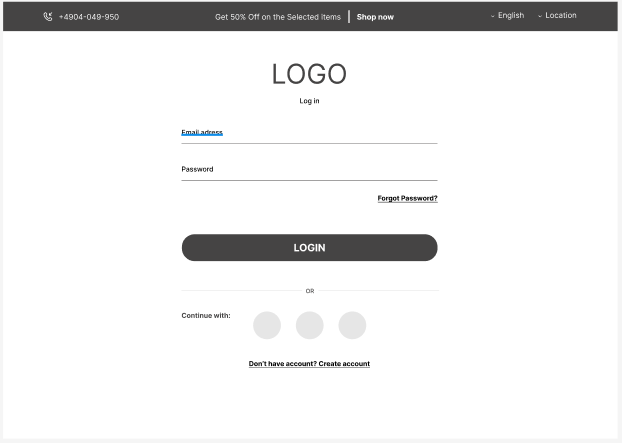 +4904-049-950
Get 50% Off on the Selected Items
Shop now
English
Location
LOGO
Log in
Email adress
Password
Forgot Password?
LOGIN
OR
Continue with:
Don't have account? Create account